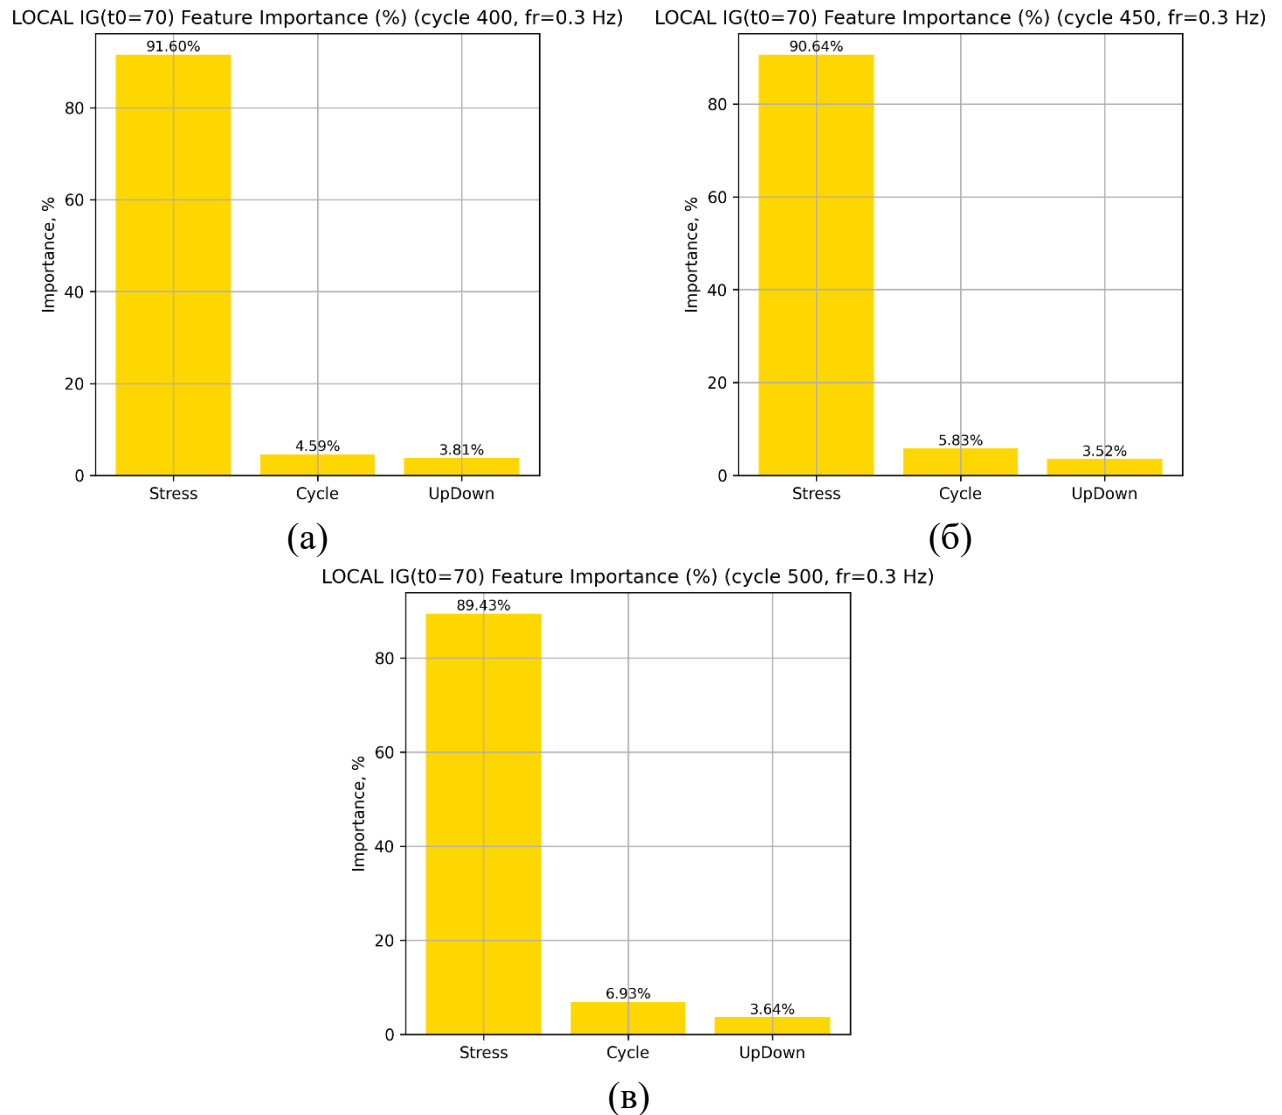 LOCAL IG(t0=70) Feature Importance (%) (cycle 400, fr=0.3 Hz)
91.60%
80
60
40
20
0
Importance, %
4.59%
3.81%
Stress Cycle UpDown
(а)
LOCAL IG(t0=70) Feature Importance (%) (cycle 450, fr=0.3 Hz)
90.64%
80
60
40
20
0
Importance, %
5.83%
3.52%
Stress Cycle UpDown
(б)
LOCAL IG(t0=70) Feature Importance (%) (cycle 500, fr=0.3 Hz)
89.43%
80
60
40
20
0
Importance, %
6.93%
3.64%
Stress Cycle UpDown
(в)